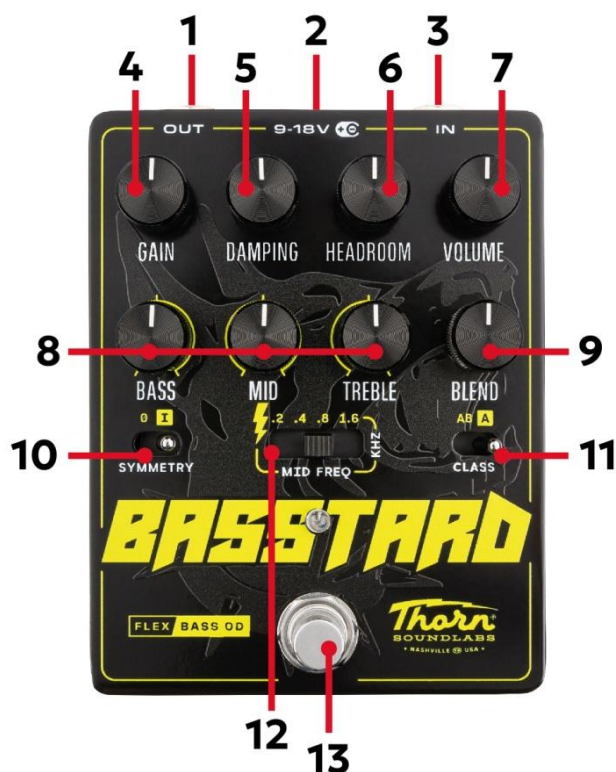 1 2 3
4 5 6 7
OUT 9-18V IN
GAIN DAMPING HEADROOM VOLUME
8 9
BASS MID TREBLE BLEND
0 I .2 .4 .8 1.6 AB A
KHZ
10 11
SYMMETRY MID FREQ CLASS
BASSTARD
FLEX BASS OD
Thorn
SOUNDLABS
NASHVILLE USA
12
13